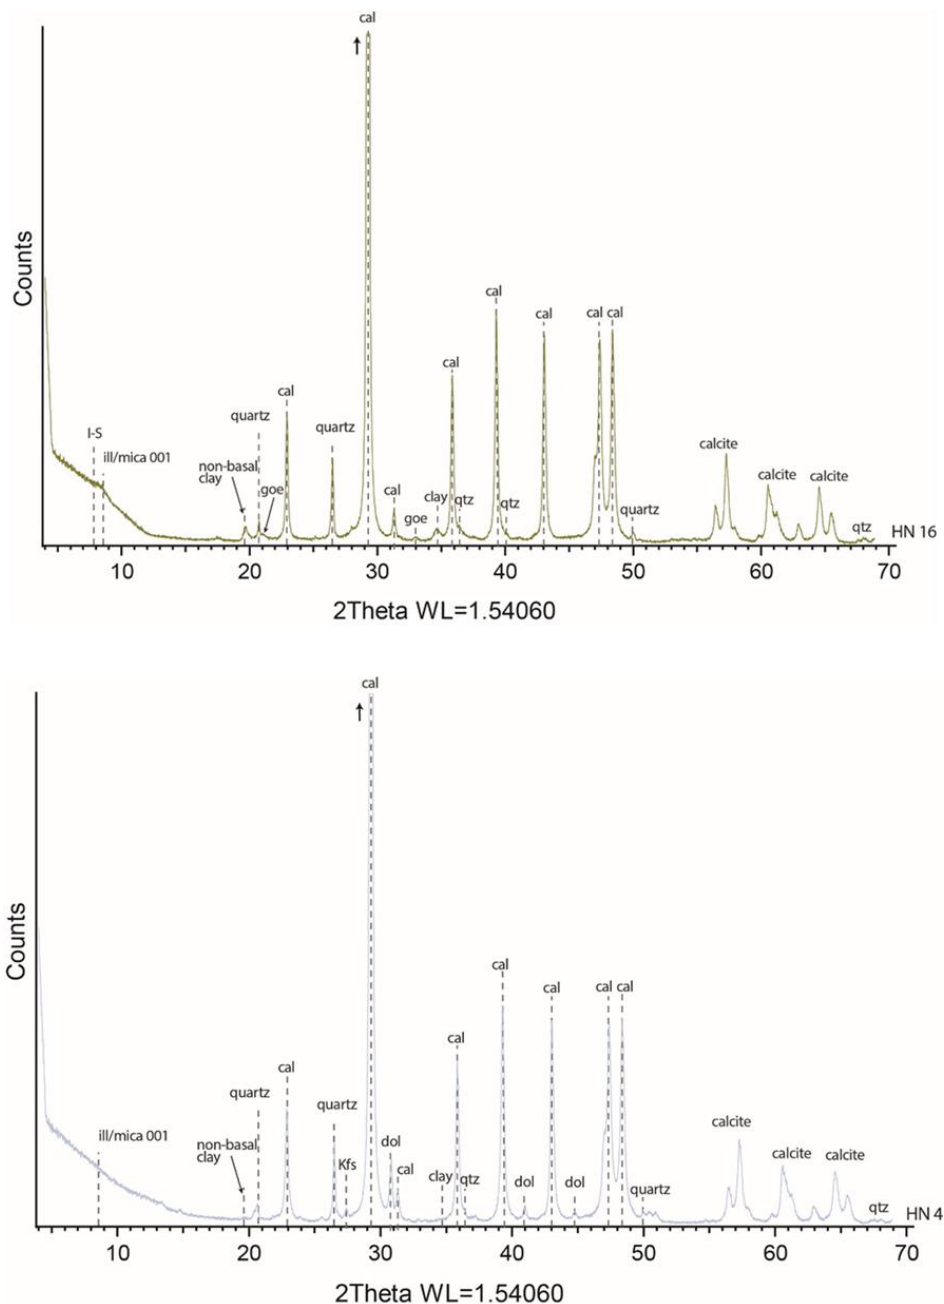 cal
Counts
I-S
ill/mica 001
non-basal
clay
quartz
goe
cal
quartz
cal
goe
clay
cal
qtz
cal
qtz
cal
cal cal
quartz
calcite
calcite
calcite
qtz
HN 16
10 20 30 40 50 60 70
2Theta WL=1.54060
cal
Counts
ill/mica 001
non-basal
clay
quartz
cal
quartz
Kfs
dol
cal
clay
cal
qtz
cal
dol
cal
dol
cal cal
quartz
calcite
calcite
calcite
qtz
HN 4
10 20 30 40 50 60 70
2Theta WL=1.54060